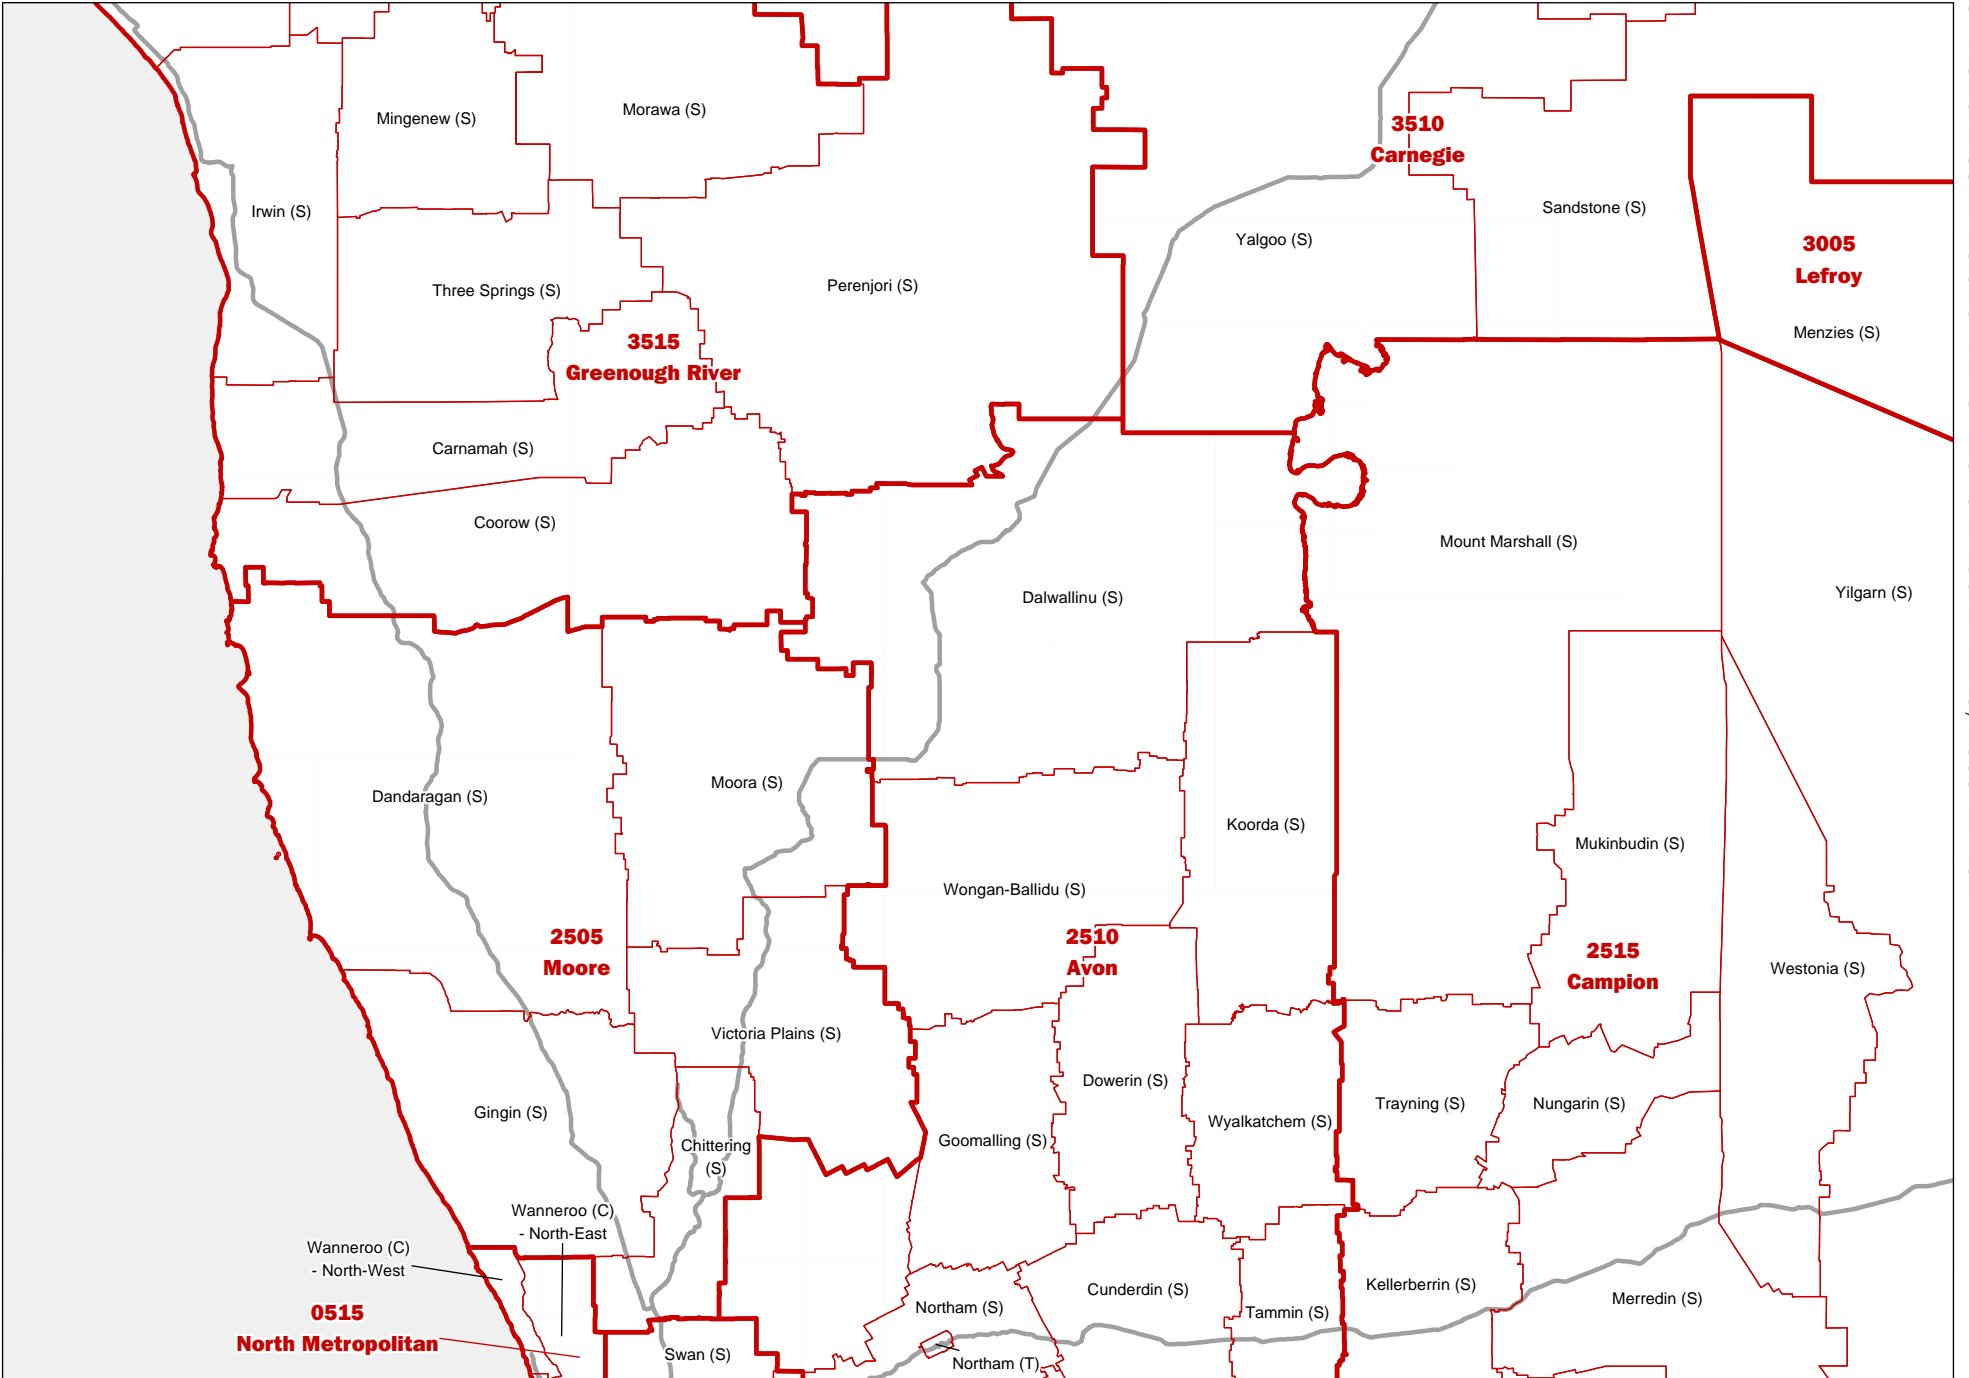 Mingenew (S)
Morawa (S)
3510
Carnegie
Irwin (S)
Sandstone (S)
Yalgoo (S)
3005
Lefroy
Three Springs (S)
Perenjori (S)
Menzies (S)
3515
Greenough River
Carnamah (S)
Coorow (S)
Mount Marshall (S)
Dalwallinu (S)
Yilgarn (S)
Moora (S)
Dandaragan (S)
Koorda (S)
Mukinbudin (S)
Wongan-Ballidu (S)
2505
Moore
2510
Avon
2515
Campion
Westonia (S)
Victoria Plains (S)
Dowerin (S)
Gingin (S)
Trayning (S)
Nungarin (S)
Wyalkatchem (S)
Goomalling (S)
Chittering
(S)
Wanneroo (C)
- North-East
Wanneroo (C)
- North-West
Kellerberrin (S)
Cunderdin (S)
Merredin (S)
Northam (S)
Tammin (S)
0515
North Metropolitan
Swan (S)
Northam (T)